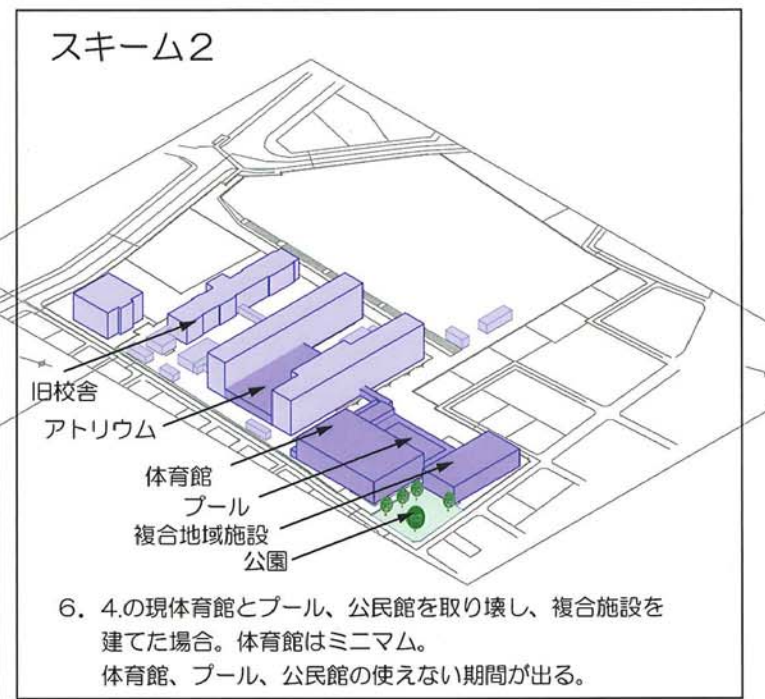 スキーム2
旧校舎
アトリウム
体育館
プール
複合地域施設
公園
6. 4.の現体育館とプール、公民館を取り壊し、複合施設を
建てた場合。体育館はミニマム。
体育館、プール、公民館の使えない期間が出る。